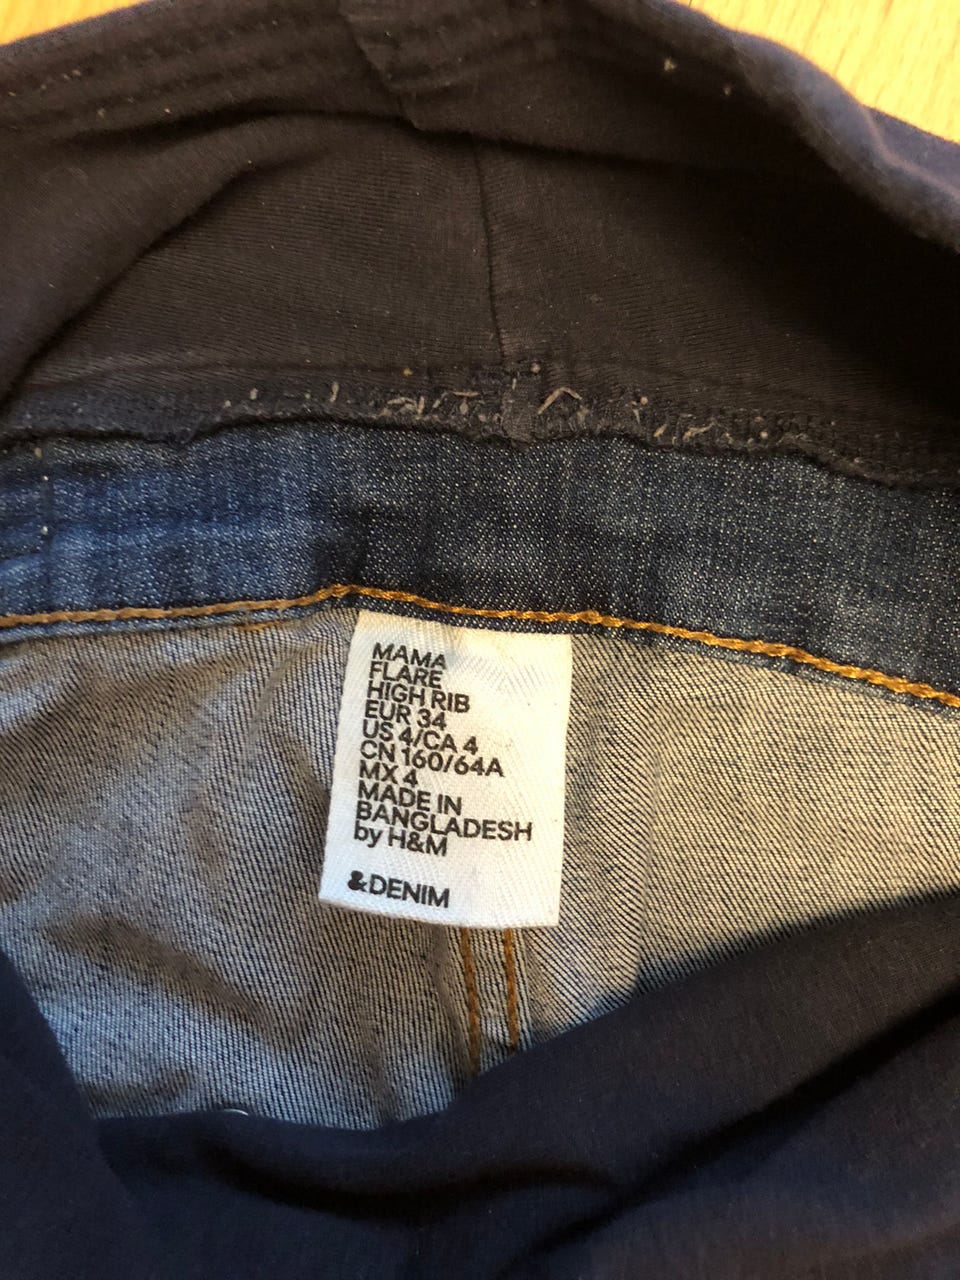 MAMA
FLARE
HIGH RIB
EUR 34
US 4/CA 4
CN 160/64A
MX 4
MADE IN
BANGLADESH
by H&M
&DENIM